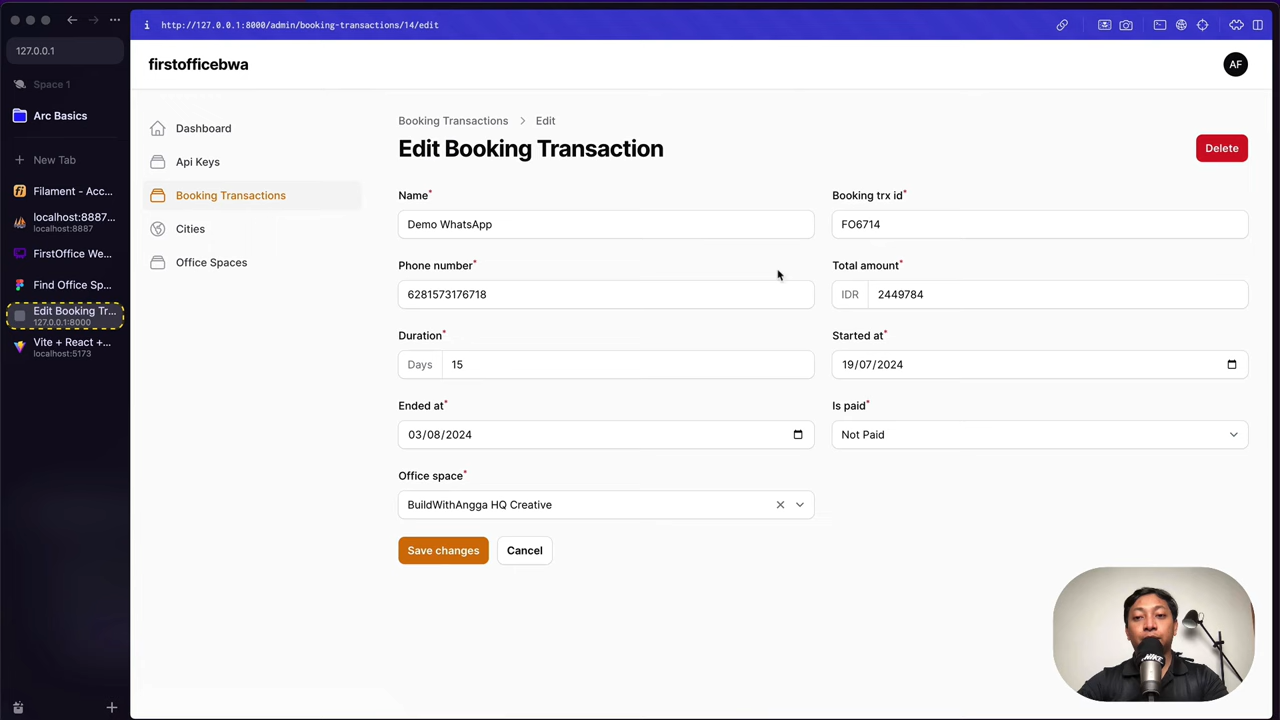 http://127.0.0.1:8000/admin/booking-transactions/14/edit
127.0.0.1
Space 1
Arc Basics
New Tab
Filament - Acc...
localhost:8887...
localhost:8887
FirstOffice We...
Find Office Sp...
Edit Booking Tr...
127.0.0.1:8000
Vite + React +...
localhost:5173
firstofficebwa
AF
Dashboard
Api Keys
Booking Transactions
Cities
Office Spaces
Booking Transactions > Edit
Edit Booking Transaction
Delete
Name*
Demo WhatsApp
Booking trx id*
FO6714
Phone number*
6281573176718
Total amount*
IDR 2449784
Duration*
Days 15
Started at*
19/07/2024
Ended at*
03/08/2024
Is paid*
Not Paid
Office space*
BuildWithAngga HQ Creative
Save changes
Cancel
NIKE